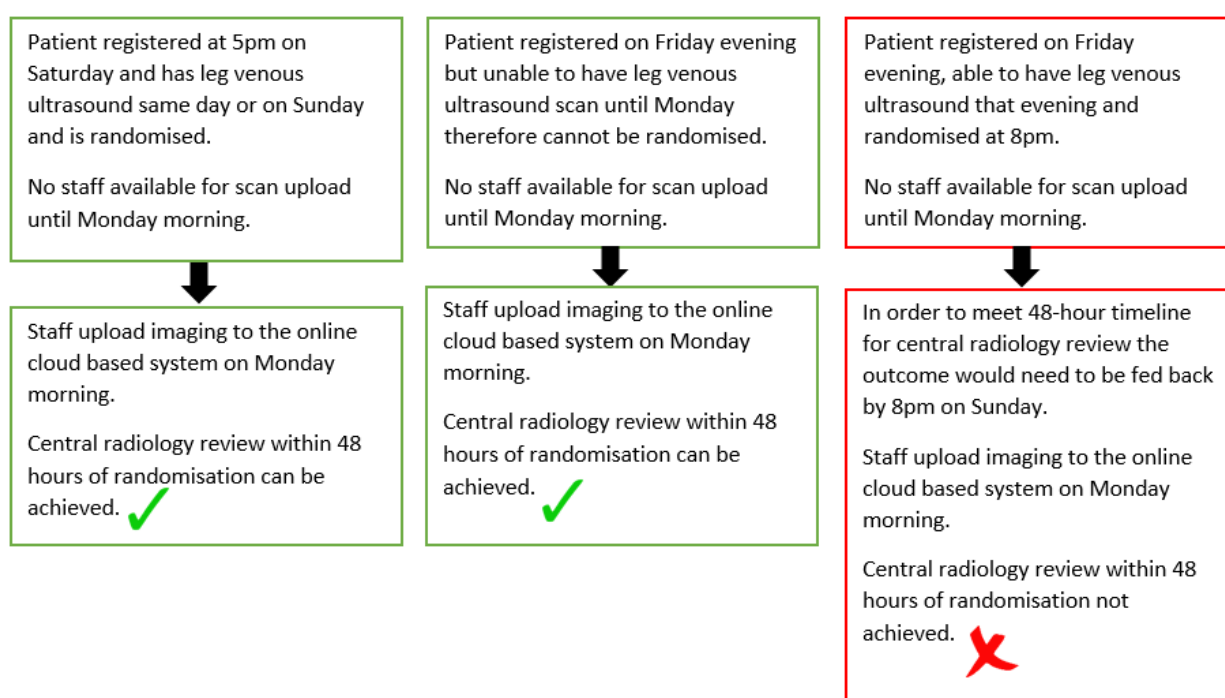 Patient registered at 5pm on
Saturday and has leg venous
ultrasound same day or on Sunday
and is randomised.
No staff available for scan upload
until Monday morning.
Staff upload imaging to the online
cloud based system on Monday
morning.
Central radiology review within 48
hours of randomisation can be
achieved.
Patient registered on Friday evening
but unable to have leg venous
ultrasound scan until Monday
therefore cannot be randomised.
No staff available for scan upload
until Monday morning.
Staff upload imaging to the online
cloud based system on Monday
morning.
Central radiology review within 48
hours of randomisation can be
achieved.
Patient registered on Friday
evening, able to have leg venous
ultrasound that evening and
randomised at 8pm.
No staff available for scan upload
until Monday morning.
In order to meet 48-hour timeline
for central radiology review the
outcome would need to be fed back
by 8pm on Sunday.
Staff upload imaging to the online
cloud based system on Monday
morning.
Central radiology review within 48
hours of randomisation not
achieved.